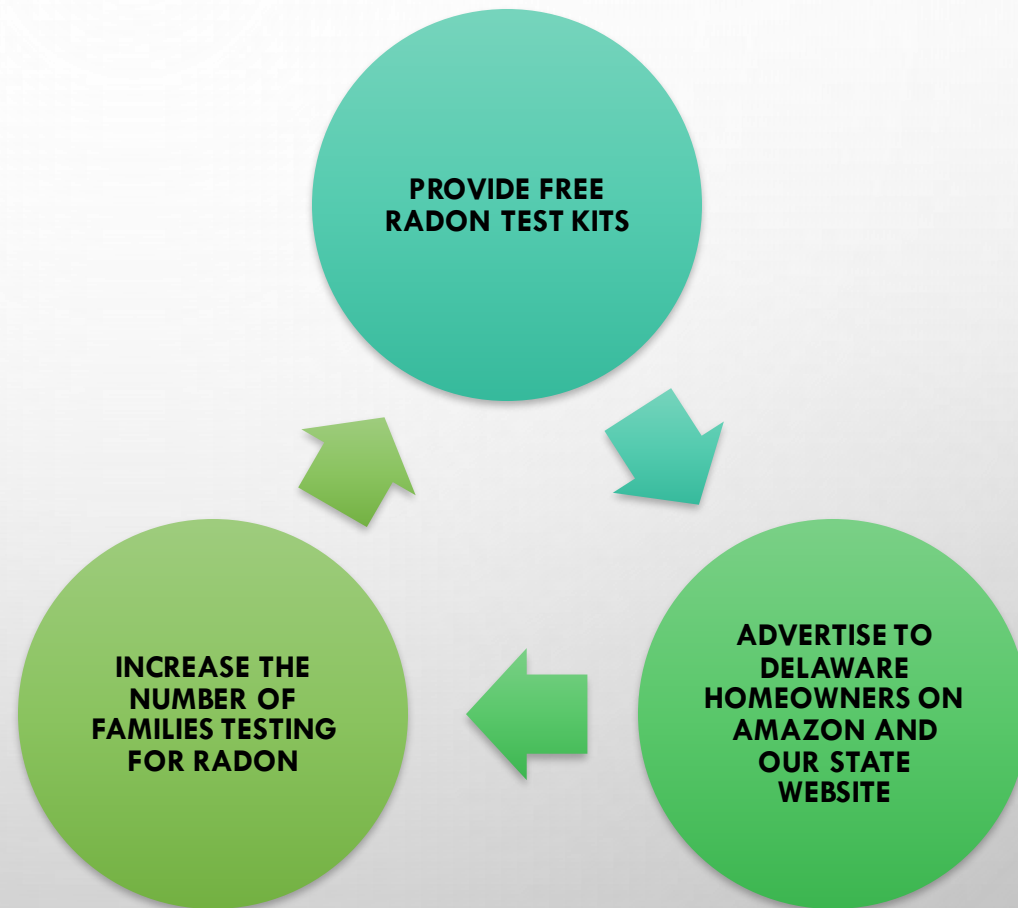 PROVIDE FREE
RADON TEST KITS
ADVERTISE TO
DELAWARE
HOMEOWNERS ON
AMAZON AND
OUR STATE
WEBSITE
INCREASE THE
NUMBER OF
FAMILIES TESTING
FOR RADON